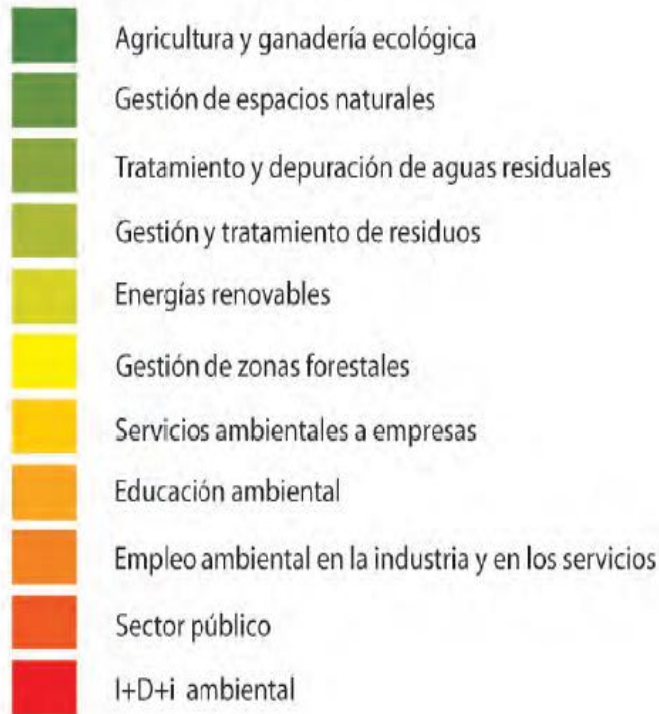 Agricultura y ganadería ecológica
Gestión de espacios naturales
Tratamiento y depuración de aguas residuales
Gestión y tratamiento de residuos
Energías renovables
Gestión de zonas forestales
Servicios ambientales a empresas
Educación ambiental
Empleo ambiental en la industria y en los servicios
Sector público
I+D+i ambiental